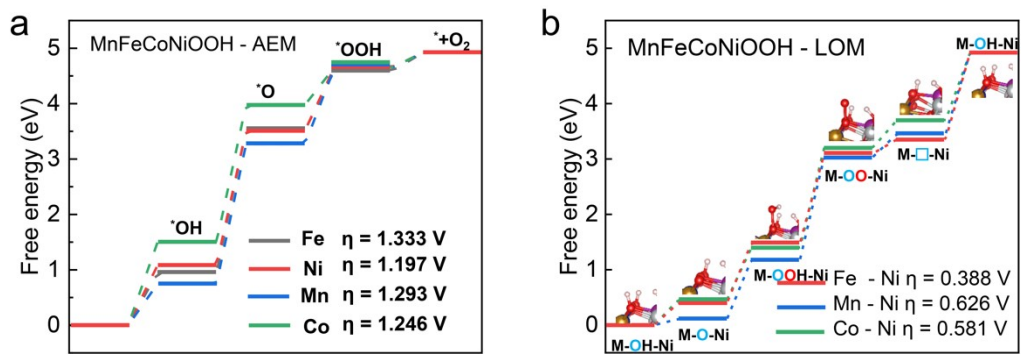 a
MnFeCoNiOOH - AEM
Free energy (eV)
5
4
3
2
1
0
*OH
*O
*OOH
*+O₂
Fe η = 1.333 V
Ni η = 1.197 V
Mn η = 1.293 V
Co η = 1.246 V
b
MnFeCoNiOOH - LOM
Free energy (eV)
5
4
3
2
1
0
M-OH-Ni
M-O-Ni
M-OOH-Ni
M-OO-Ni
M-□-Ni
M-OH-Ni
Fe - Ni η = 0.388 V
Mn - Ni η = 0.626 V
Co - Ni η = 0.581 V